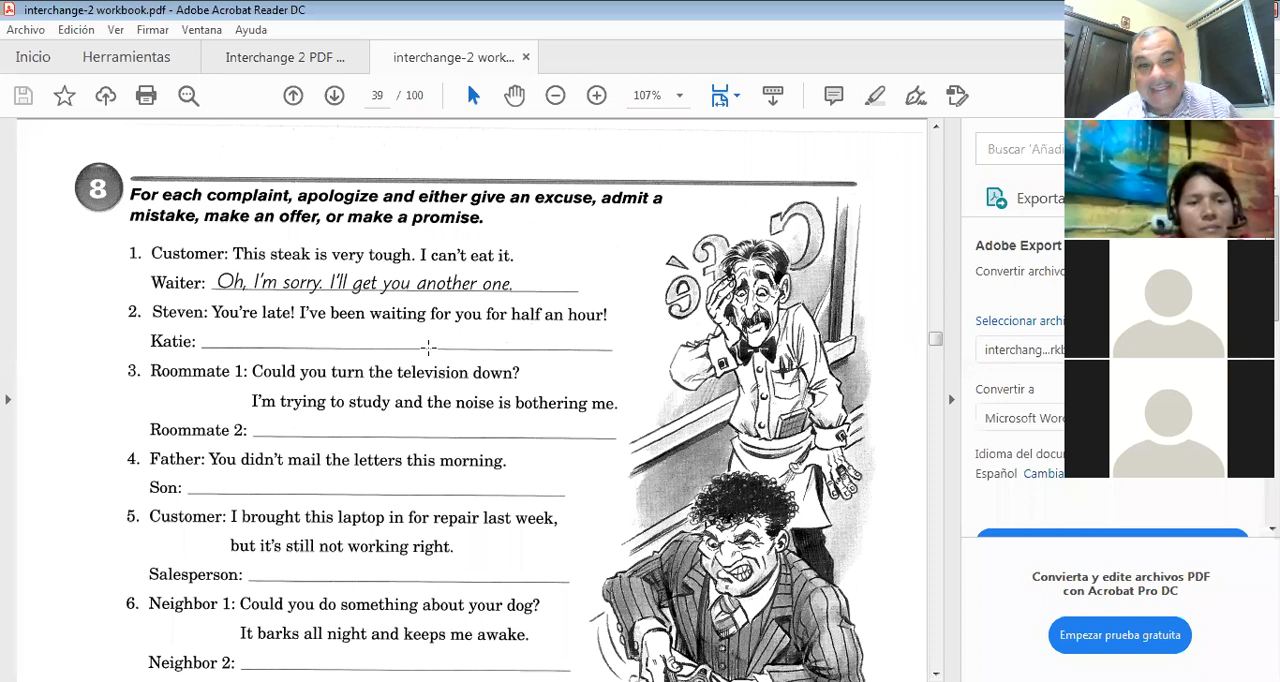 interchange-2 workbook.pdf - Adobe Acrobat Reader DC
Archivo Edición Ver Firmar Ventana Ayuda
Inicio Herramientas Interchange 2 PDF ... interchange-2 work... ×
39 / 100 107%
8
For each complaint, apologize and either give an excuse, admit a
mistake, make an offer, or make a promise.
1. Customer: This steak is very tough. I can't eat it.
Waiter: Oh, I'm sorry. I'll get you another one.
2. Steven: You're late! I've been waiting for you for half an hour!
Katie:
3. Roommate 1: Could you turn the television down?
I'm trying to study and the noise is bothering me.
Roommate 2:
4. Father: You didn't mail the letters this morning.
Son:
5. Customer: I brought this laptop in for repair last week,
but it's still not working right.
Salesperson:
6. Neighbor 1: Could you do something about your dog?
It barks all night and keeps me awake.
Neighbor 2:
Buscar 'Añadi
Exporta
Adobe Export
Convertir archivo
Seleccionar archi
interchang...rkb
Convertir a
Microsoft Word
Idioma del docu
Español Cambia
Convierta y edite archivos PDF
con Acrobat Pro DC
Empezar prueba gratuita